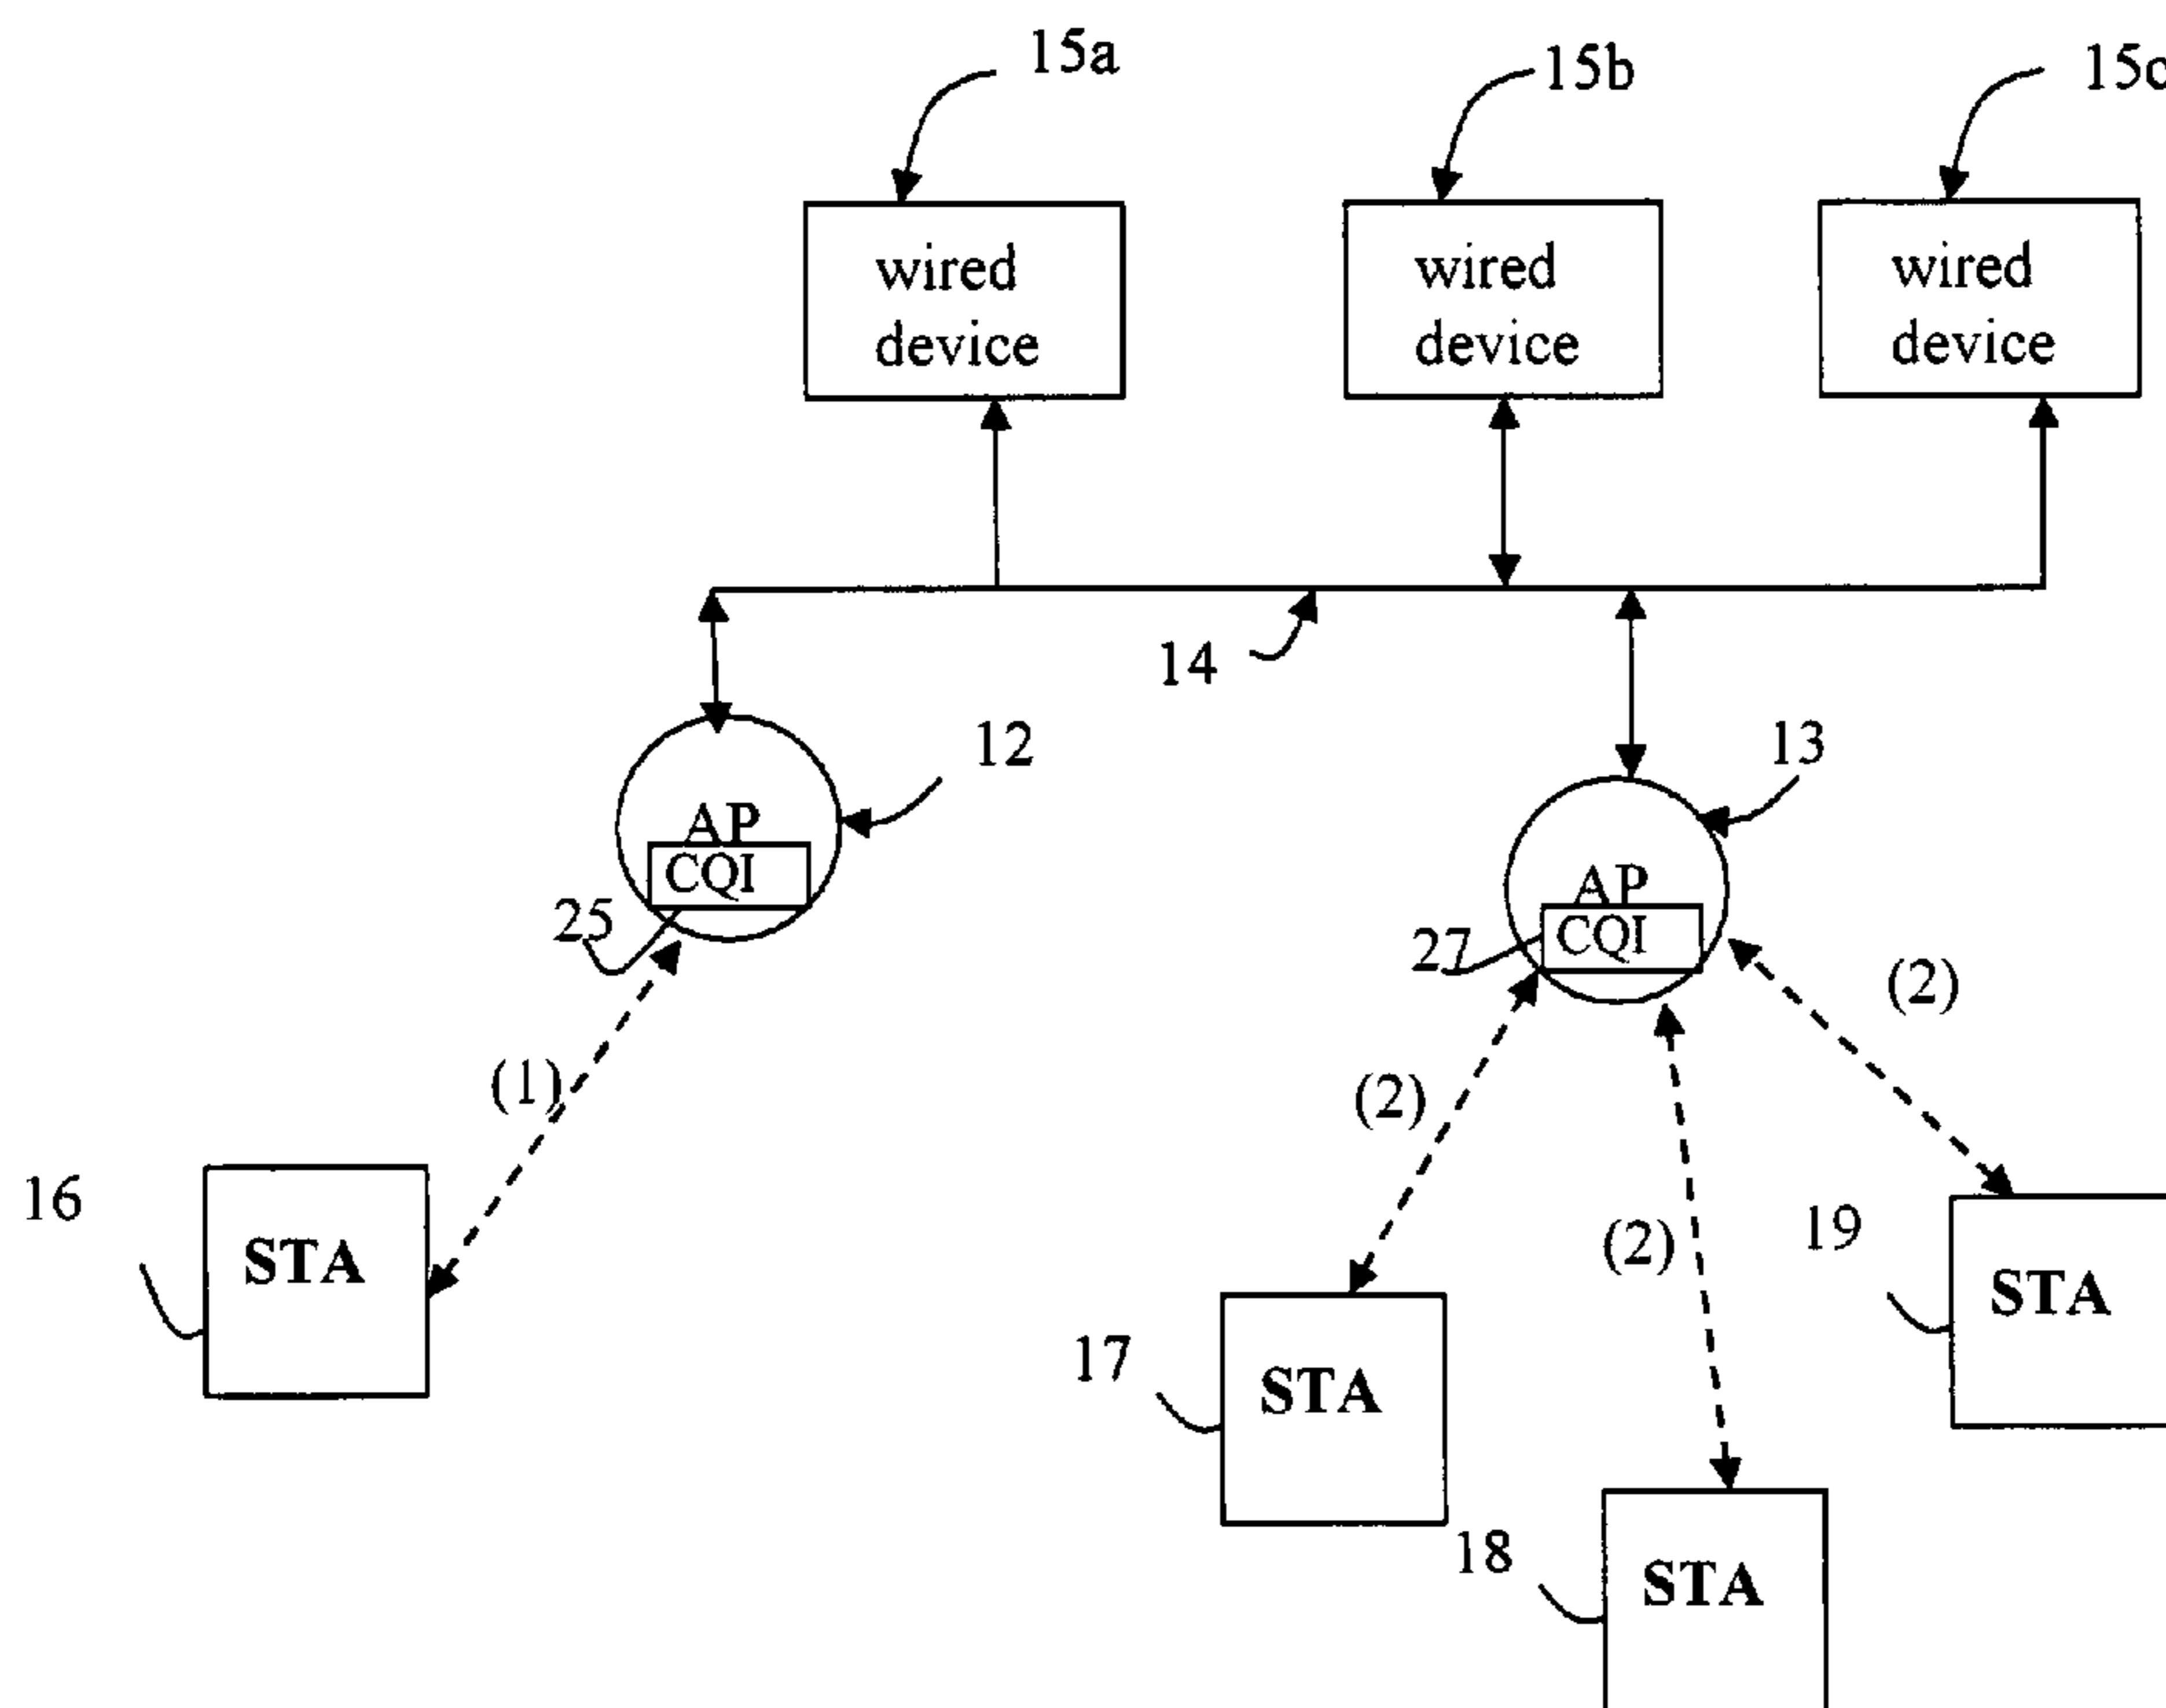 15a
15b
15c
wired
device
wired
device
wired
device
14
12
13
AP
CQI
25
AP
CQI
27
(2)
(1)
(2)
16
STA
(2)
19
STA
17
STA
18
STA